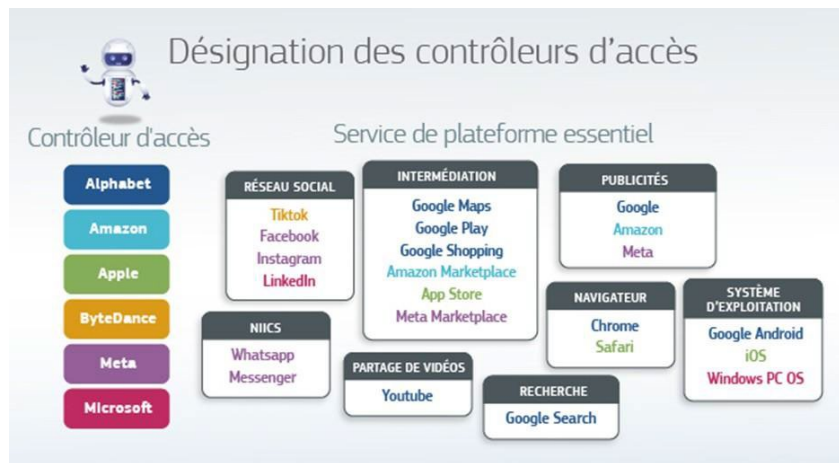 Désignation des contrôleurs d'accès
Contrôleur d'accès
Service de plateforme essentiel
Alphabet
Amazon
Apple
ByteDance
Meta
Microsoft
RÉSEAU SOCIAL
Tiktok
Facebook
Instagram
LinkedIn
INTERMÉDIATION
Google Maps
Google Play
Google Shopping
Amazon Marketplace
App Store
Meta Marketplace
PUBLICITÉS
Google
Amazon
Meta
NIICS
Whatsapp
Messenger
PARTAGE DE VIDÉOS
Youtube
NAVIGATEUR
Chrome
Safari
RECHERCHE
Google Search
SYSTÈME
D'EXPLOITATION
Google Android
iOS
Windows PC OS